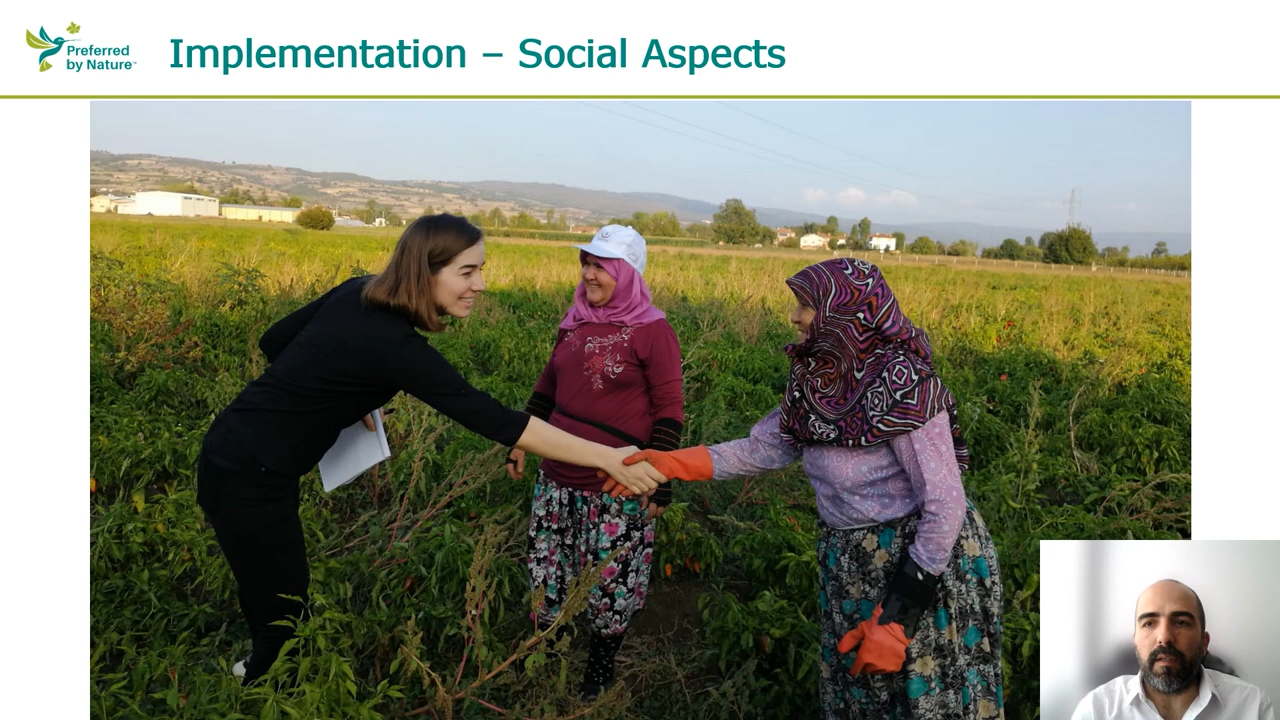 Preferred
by Nature™
Implementation – Social Aspects